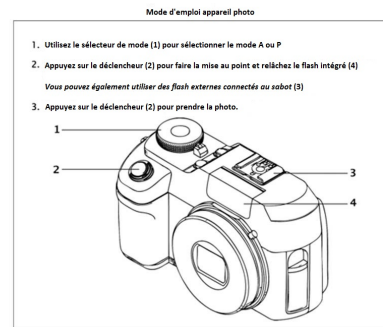 Mode d'emploi appareil photo
1. Utilisez le sélecteur de mode (1) pour sélectionner le mode A ou P
2. Appuyez sur le déclencheur (2) pour faire la mise au point et relâchez le flash intégré (4)
Vous pouvez également utiliser des flash externes connectés au sabot (3)
3. Appuyez sur le déclencheur (2) pour prendre la photo.
1
2
3
4